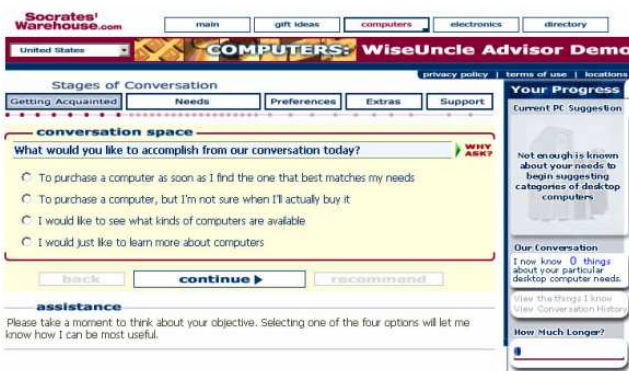 Socrates'
Warehouse.com
main
gift ideas
computers
electronics
directory
United States
COMPUTERS: WiseUncle Advisor Demo
privacy policy | terms of use | locations
Stages of Conversation
Getting Acquainted
Needs
Preferences
Extras
Support
conversation space
What would you like to accomplish from our conversation today?
WHY
ASK?
To purchase a computer as soon as I find the one that best matches my needs
To purchase a computer, but I'm not sure when I'll actually buy it
I would like to see what kinds of computers are available
I would just like to learn more about computers
back
continue
recommend
assistance
Please take a moment to think about your objective. Selecting one of the four options will let me
know how I can be most useful.
Your Progress
Current PC Suggestion
Not enough is known
about your needs to
begin suggesting
categories of desktop
computers
Our Conversation
I now know 0 things
about your particular
desktop computer needs.
View the things I know
View Conversation History
How Much Longer?